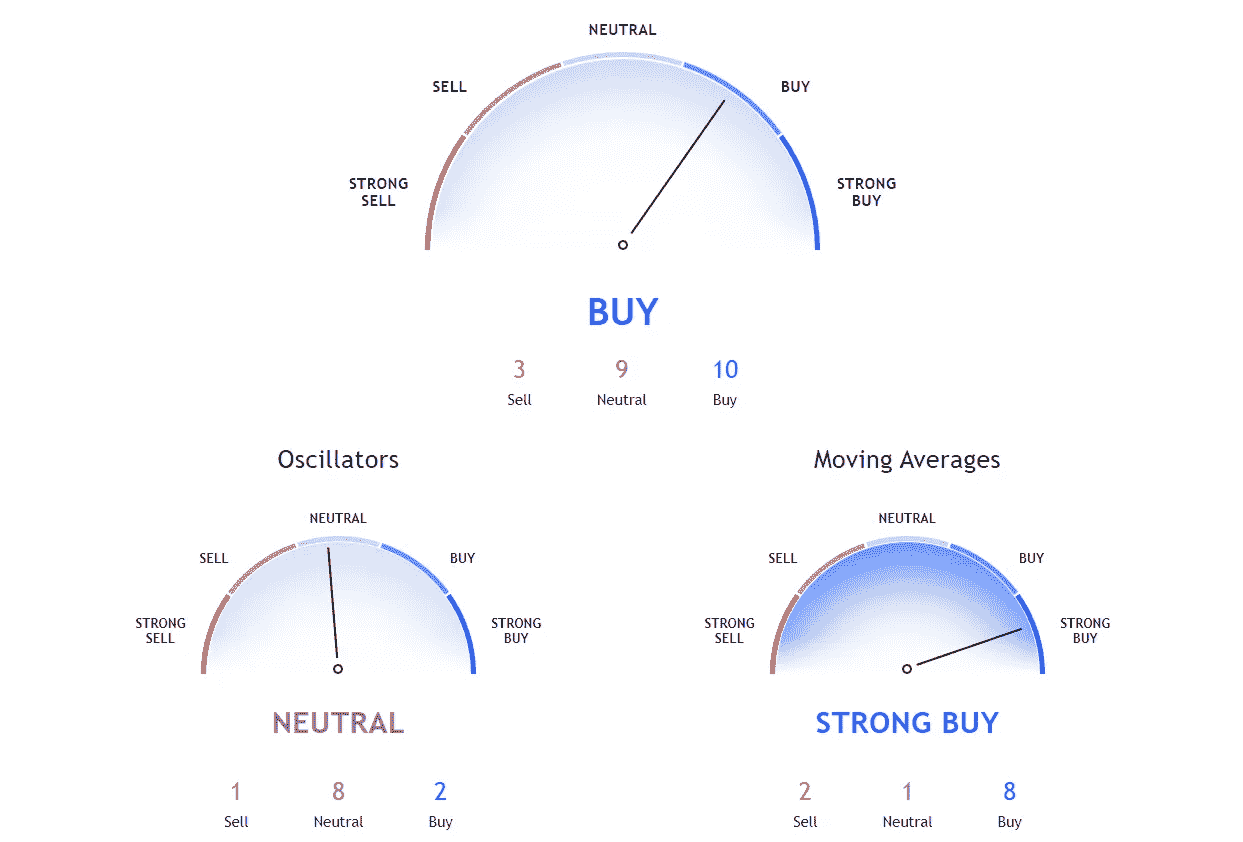 NEUTRAL
SELL
BUY
STRONG
SELL
STRONG
BUY
BUY
3 9 10
Sell Neutral Buy
Oscillators
NEUTRAL
SELL
BUY
STRONG
SELL
STRONG
BUY
NEUTRAL
1 8 2
Sell Neutral Buy
Moving Averages
NEUTRAL
SELL
BUY
STRONG
SELL
STRONG
BUY
STRONG BUY
2 1 8
Sell Neutral Buy